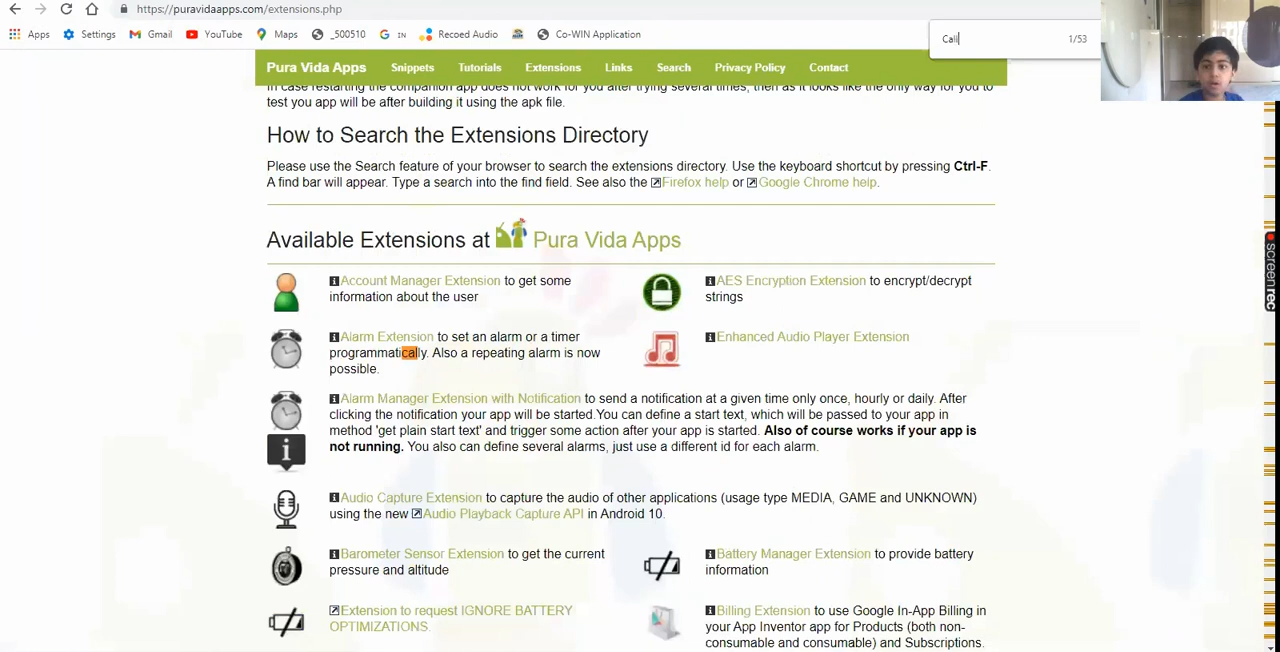 https://puravidaapps.com/extensions.php
Apps Settings Gmail YouTube Maps _500510 IN Recoed Audio Co-WIN Application
Cali 1/53
Pura Vida Apps Snippets Tutorials Extensions Links Search Privacy Policy Contact
In case restarting the companion app does not work for you after trying several times, then as it looks like the only way for you to
test you app will be after building it using the apk file.
How to Search the Extensions Directory
Please use the Search feature of your browser to search the extensions directory. Use the keyboard shortcut by pressing Ctrl-F.
A find bar will appear. Type a search into the find field. See also the Firefox help or Google Chrome help.
Available Extensions at Pura Vida Apps
Account Manager Extension to get some
information about the user
AES Encryption Extension to encrypt/decrypt
strings
Alarm Extension to set an alarm or a timer
programmatically. Also a repeating alarm is now
possible.
Enhanced Audio Player Extension
Alarm Manager Extension with Notification to send a notification at a given time only once, hourly or daily. After
clicking the notification your app will be started.You can define a start text, which will be passed to your app in
method 'get plain start text' and trigger some action after your app is started. Also of course works if your app is
not running. You also can define several alarms, just use a different id for each alarm.
Audio Capture Extension to capture the audio of other applications (usage type MEDIA, GAME and UNKNOWN)
using the new Audio Playback Capture API in Android 10.
Barometer Sensor Extension to get the current
pressure and altitude
Battery Manager Extension to provide battery
information
Extension to request IGNORE BATTERY
OPTIMIZATIONS.
Billing Extension to use Google In-App Billing in
your App Inventor app for Products (both non-
consumable and consumable) and Subscriptions.
screenrec